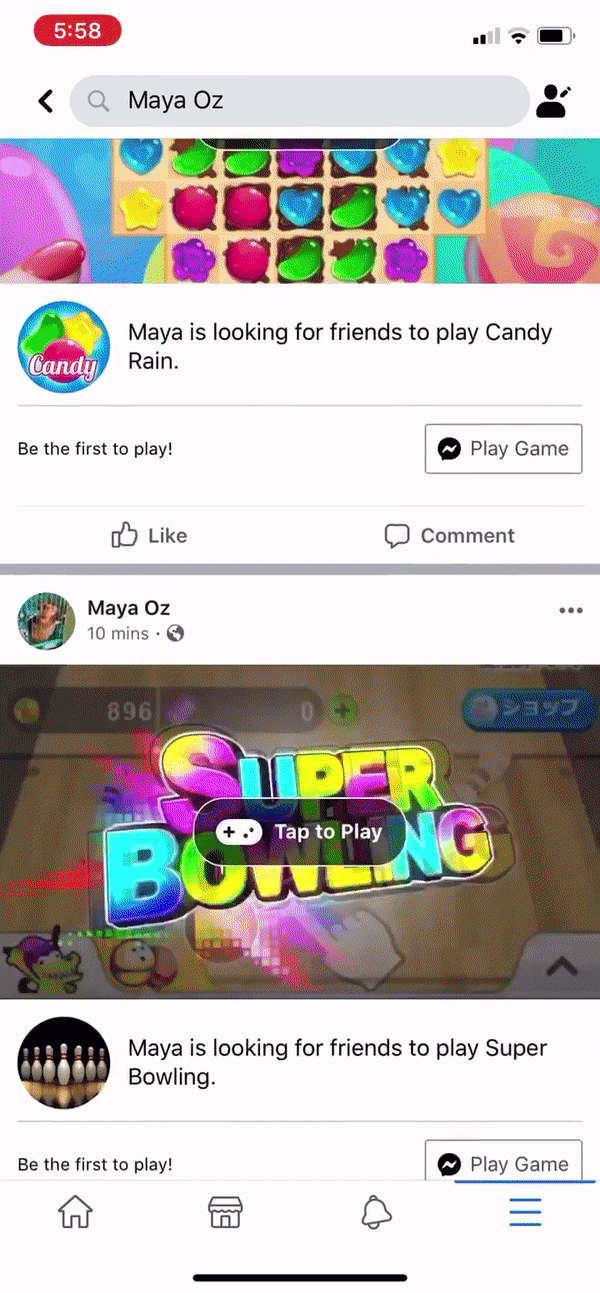 5:58
Maya Oz
Maya is looking for friends to play Candy
Rain.
Candy
Be the first to play!
Play Game
Like
Comment
Maya Oz
10 mins ·
896
0
ショップ
SUPER
BOWLING
Tap to Play
Maya is looking for friends to play Super
Bowling.
Be the first to play!
Play Game